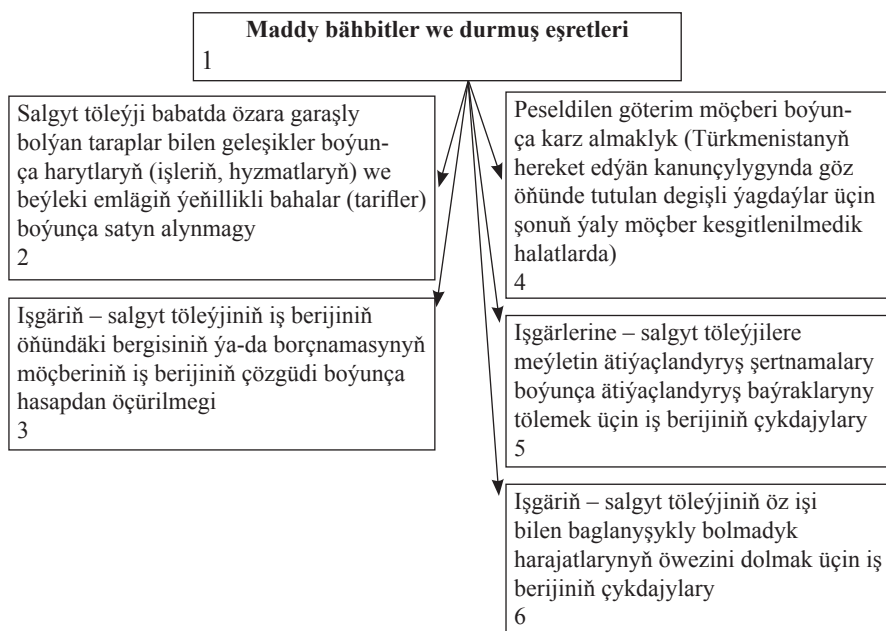 Maddy bähbitler we durmuş eşretleri
1
Salgyt töleýji babatda özara garaşly
bolýan taraplar bilen geleşikler boýun-
ça harytlaryň (işleriň, hyzmatlaryň) we
beýleki emlägiň ýeňillikli bahalar (tarifler)
boýunça satyn alynmagy
2
Işgäriň – salgyt töleýjiniň iş berijiniň
öňündäki bergisiniň ýa-da borçnamasynyň
möçberiniň iş berijiniň çözgüdi boýunça
hasapdan öçürilmegi
3
Peseldilen göterim möçberi boýun-
ça karz almaklyk (Türkmenistanyň
hereket edýän kanunçylygynda göz
öňünde tutulan degişli ýagdaýlar üçin
şonuň ýaly möçber kesgitlenilmedik
halatlarda)
4
Işgärlerine – salgyt töleýjilere
meýletin ätiýaçlandyryş şertnamalary
boýunça ätiýaçlandyryş baýraklaryny
tölemek üçin iş berijiniň çykdajylary
5
Işgäriň – salgyt töleýjiniň öz işi
bilen baglanyşykly bolmadyk
harajatlarynyň öwezini dolmak üçin iş
berijiniň çykdajylary
6